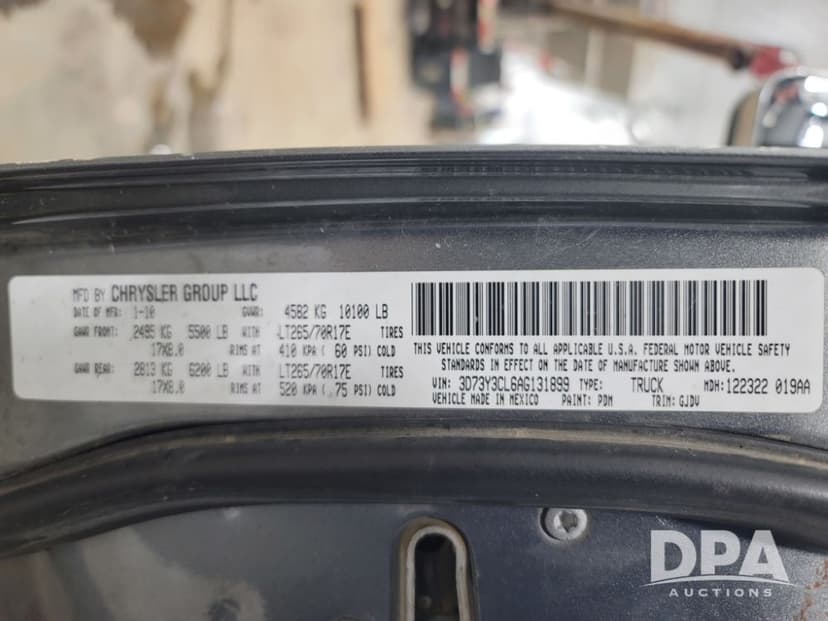 MFD BY CHRYSLER GROUP LLC
DATE OF MFR: 1-10 GVWR: 4582 KG 10100 LB
GAWR FRONT: 2495 KG 5500 LB WITH LT265/70R17E TIRES
17X8.0 RIMS AT 410 KPA ( 60 PSI) COLD
GAWR REAR: 2813 KG 6200 LB WITH LT265/70R17E TIRES
17X8.0 RIMS AT 520 KPA ( 75 PSI) COLD
THIS VEHICLE CONFORMS TO ALL APPLICABLE U.S.A. FEDERAL MOTOR VEHICLE SAFETY
STANDARDS IN EFFECT ON THE DATE OF MANUFACTURE SHOWN ABOVE.
VIN: 3D73Y3CL6AG131899 TYPE: TRUCK MDH: 122322 019AA
VEHICLE MADE IN MEXICO PAINT: PDM TRIM: GJDV
DPA
AUCTIONS